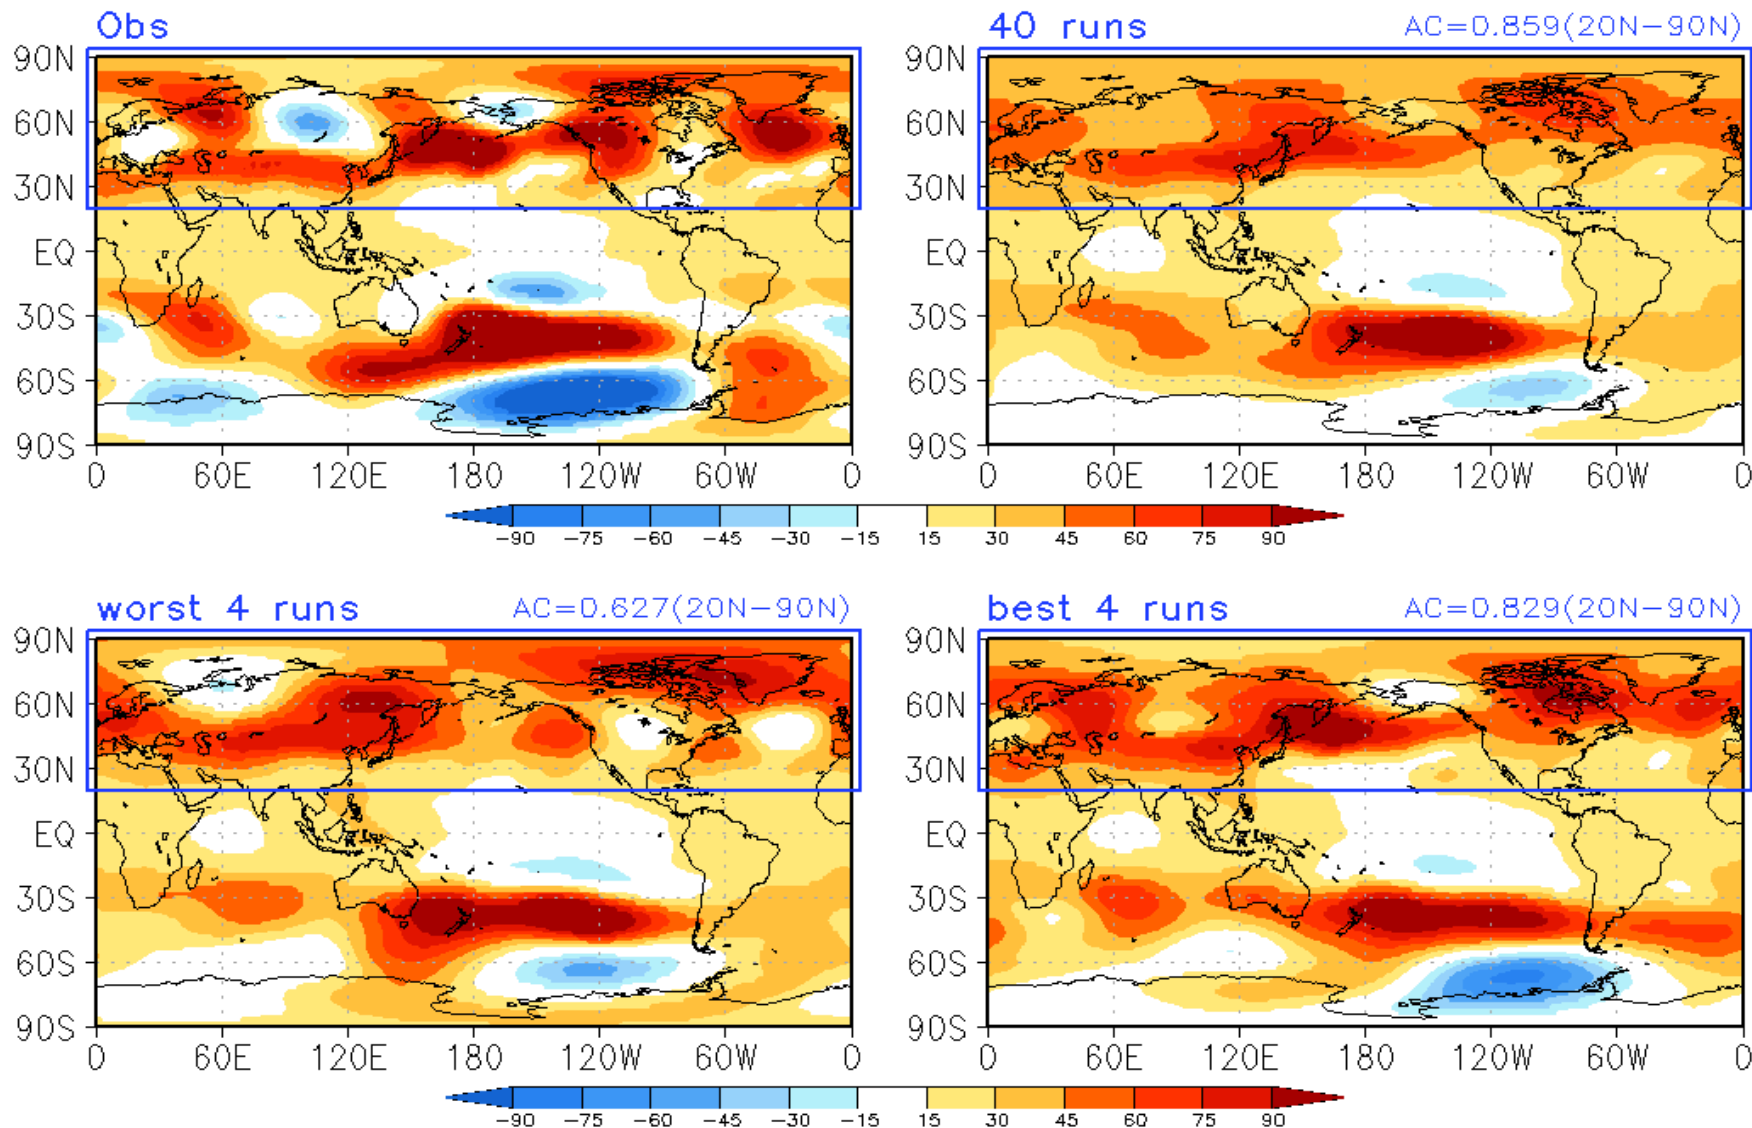 Obs
40 runs AC=0.859(20N−90N)
90N 90N
60N 60N
30N 30N
EQ EQ
30S 30S
60S 60S
90S 90S
0 60E 120E 180 120W 60W 0 0 60E 120E 180 120W 60W 0
−90 −75 −60 −45 −30 −15 15 30 45 60 75 90
worst 4 runs AC=0.627(20N−90N)
best 4 runs AC=0.829(20N−90N)
90N 90N
60N 60N
30N 30N
EQ EQ
30S 30S
60S 60S
90S 90S
0 60E 120E 180 120W 60W 0 0 60E 120E 180 120W 60W 0
−90 −75 −60 −45 −30 −15 15 30 45 60 75 90